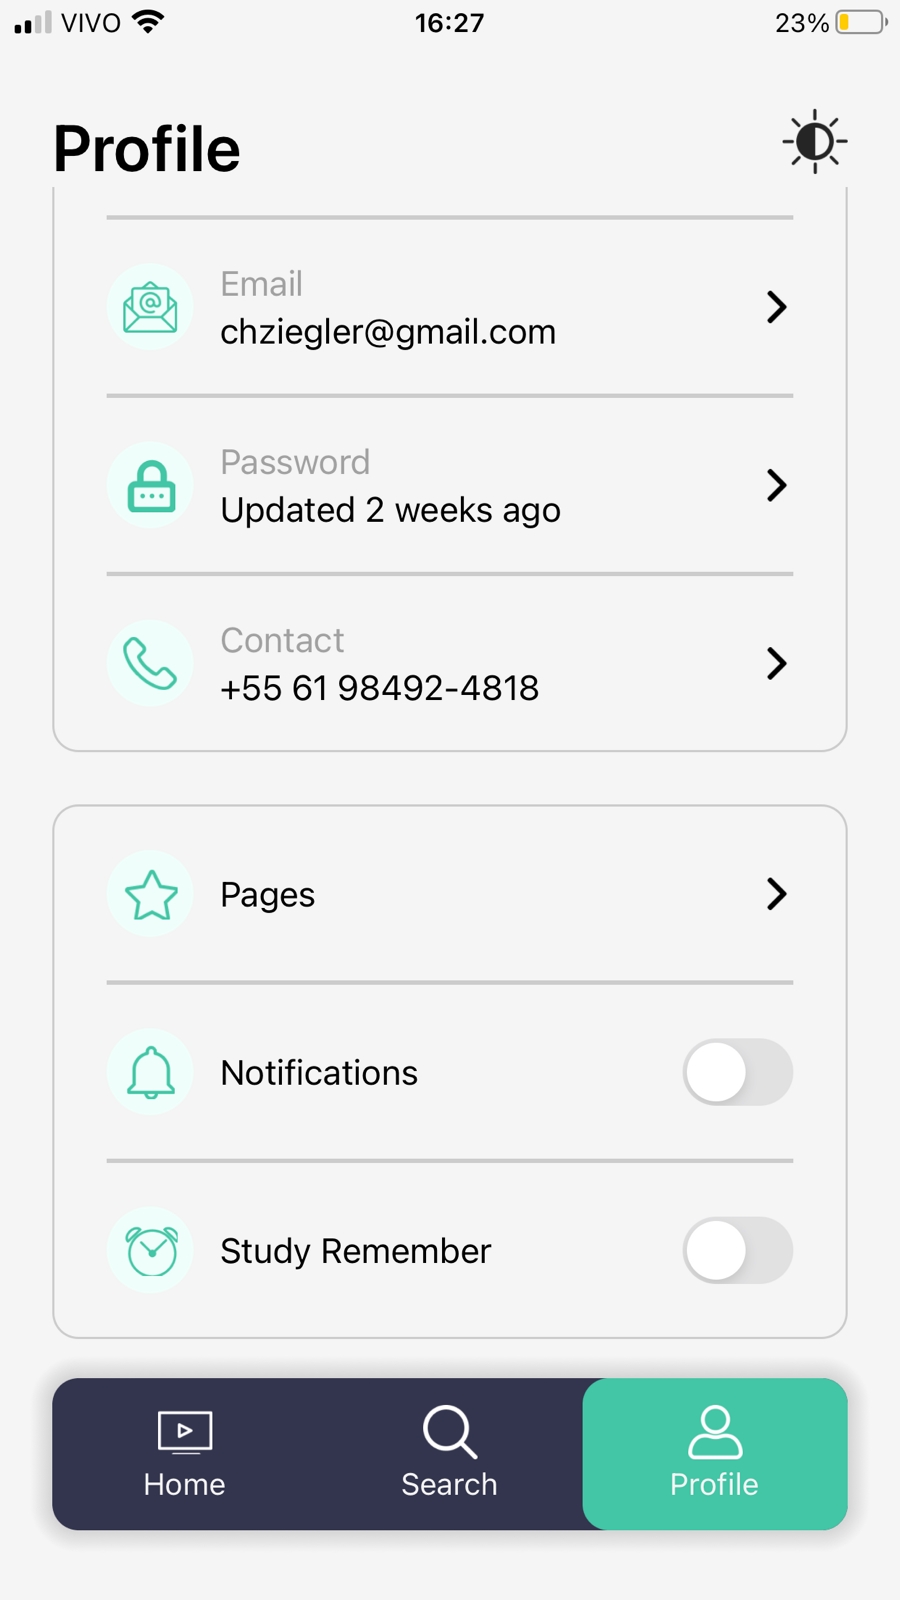 VIVO 16:27 23%
Profile
Email
chziegler@gmail.com
Password
Updated 2 weeks ago
Contact
+55 61 98492-4818
Pages
Notifications
Study Remember
Home Search Profile